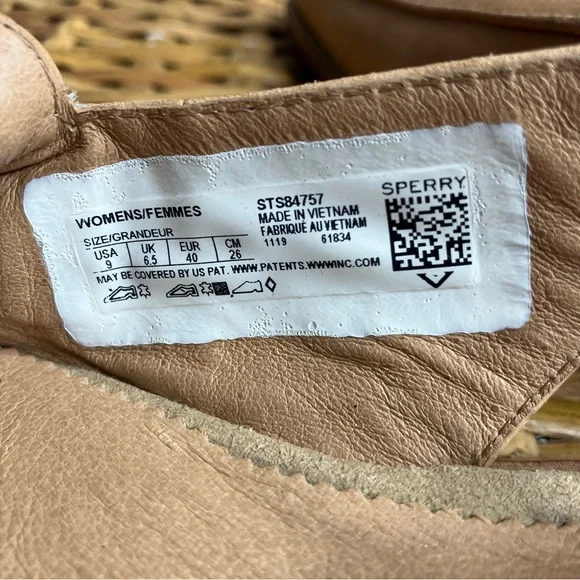 WOMENS/FEMMES
SIZE/GRANDEUR
USA UK EUR CM
9 6.5 40 26
STS84757
MADE IN VIETNAM
FABRIQUÉ AU VIETNAM
1119 61834
MAY BE COVERED BY US PAT. WWW.PATENTS.WWWINC.COM
SPERRY